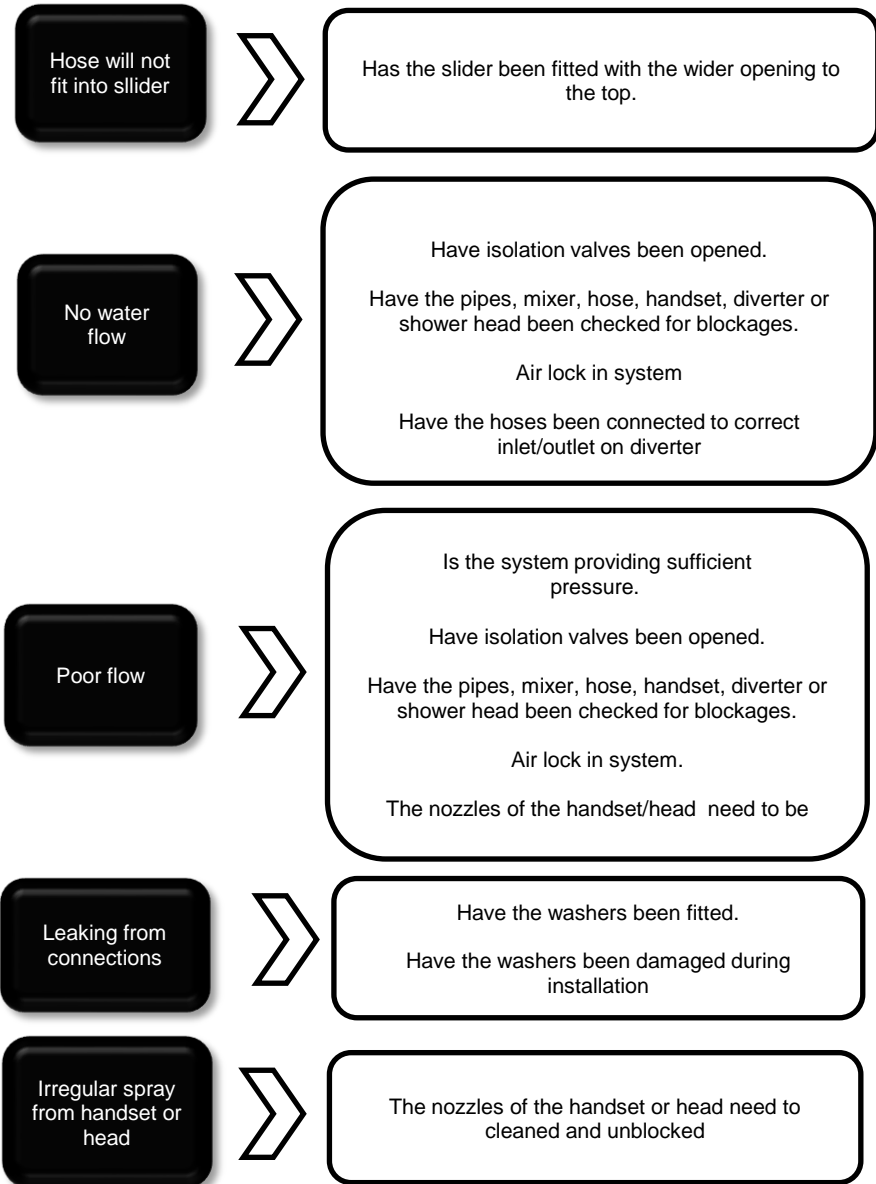 Hose will not
fit into sllider
Has the slider been fitted with the wider opening to
the top.
No water
flow
Have isolation valves been opened.
Have the pipes, mixer, hose, handset, diverter or
shower head been checked for blockages.
Air lock in system
Have the hoses been connected to correct
inlet/outlet on diverter
Poor flow
Is the system providing sufficient
pressure.
Have isolation valves been opened.
Have the pipes, mixer, hose, handset, diverter or
shower head been checked for blockages.
Air lock in system.
The nozzles of the handset/head  need to be
Leaking from
connections
Have the washers been fitted.
Have the washers been damaged during
installation
Irregular spray
from handset or
head
The nozzles of the handset or head need to
cleaned and unblocked